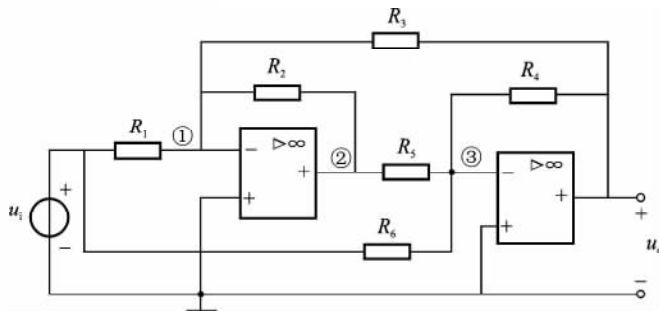 R3
R2
R4
R1
①
▷∞
②
R5
③
▷∞
−
+
+
−
+
+
ui
+
−
R6
+
uo
−